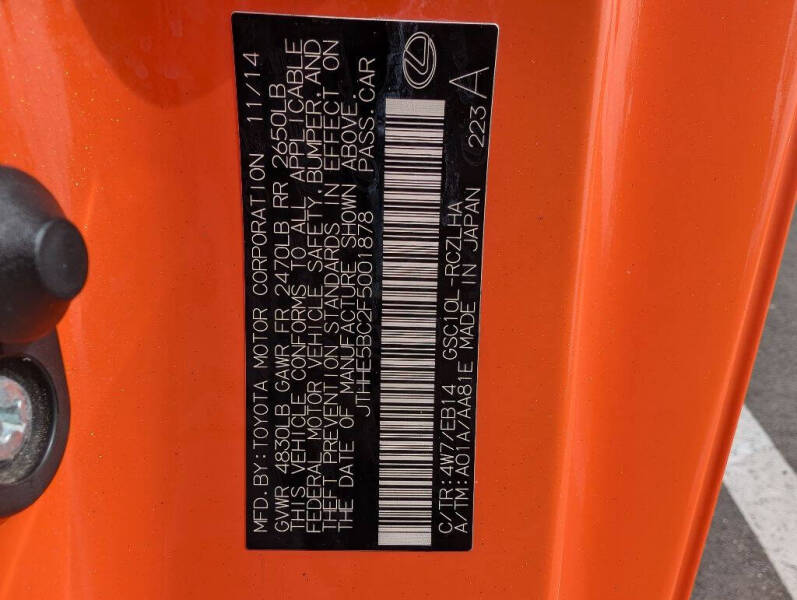 MFD. BY: TOYOTA MOTOR CORPORATION 11/14
GVWR 4830LB GAWR FR 2470LB RR 2650LB
THIS VEHICLE CONFORMS TO ALL APPLICABLE
FEDERAL MOTOR VEHICLE SAFETY, BUMPER, AND
THEFT PREVENTION STANDARDS IN EFFECT ON
THE DATE OF MANUFACTURE SHOWN ABOVE.
JTHHE5BC2F5001878 PASS. CAR
C/TR: 4W7/EB14 GSC10L-RCZLHA
A/TM: A01A/AA81E MADE IN JAPAN 223 A